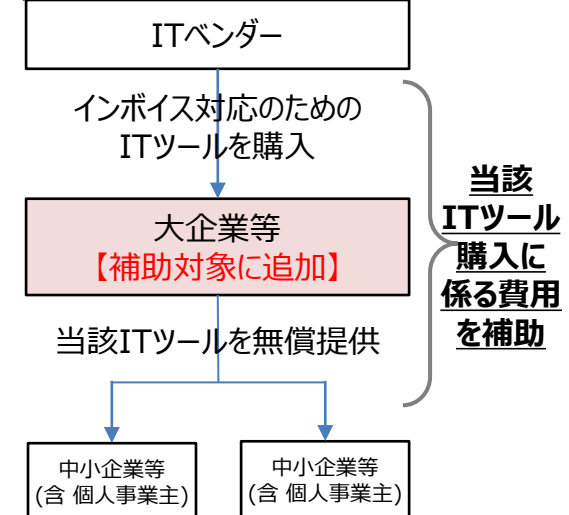 ITベンダー
インボイス対応のための
ITツールを購入
大企業等
【補助対象に追加】
当該ITツールを無償提供
中小企業等
(含 個人事業主)
中小企業等
(含 個人事業主)
当該
ITツール
購入に
係る費用
を補助